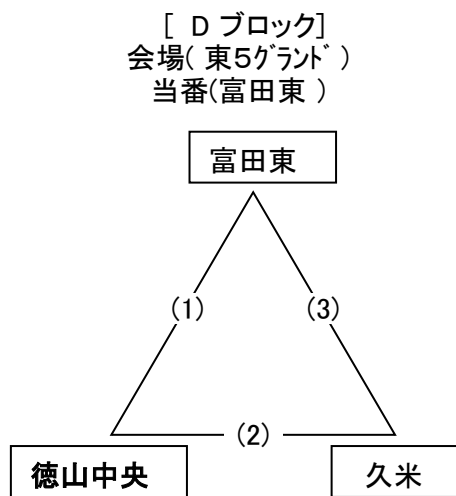 [ D ブロック]
会場( 東5グランド )
当番(富田東 )
富田東
(1)
(3)
(2)
徳山中央
久米